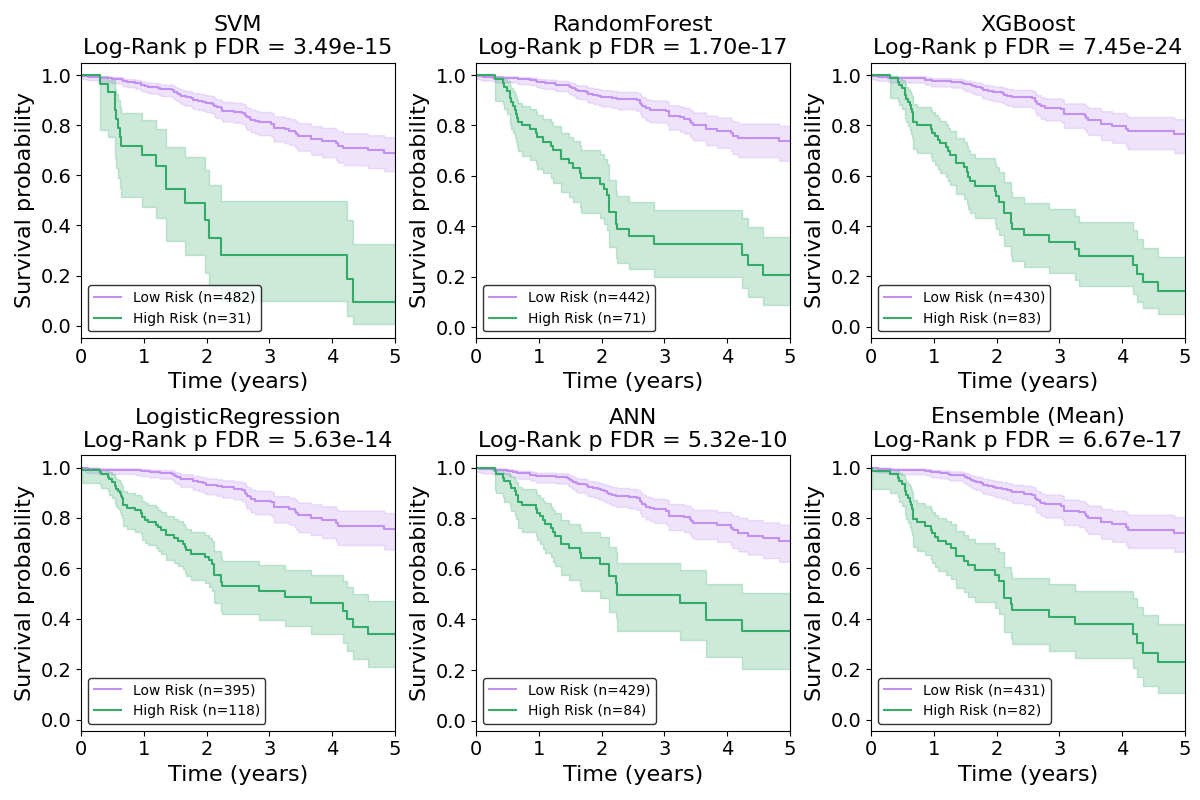 SVM
Log-Rank p FDR = 3.49e-15
Survival probability
1.0
0.8
0.6
0.4
0.2
0.0
Low Risk (n=482)
High Risk (n=31)
0 1 2 3 4 5
Time (years)
RandomForest
Log-Rank p FDR = 1.70e-17
Survival probability
1.0
0.8
0.6
0.4
0.2
0.0
Low Risk (n=442)
High Risk (n=71)
0 1 2 3 4 5
Time (years)
XGBoost
Log-Rank p FDR = 7.45e-24
Survival probability
1.0
0.8
0.6
0.4
0.2
0.0
Low Risk (n=430)
High Risk (n=83)
0 1 2 3 4 5
Time (years)
LogisticRegression
Log-Rank p FDR = 5.63e-14
Survival probability
1.0
0.8
0.6
0.4
0.2
0.0
Low Risk (n=395)
High Risk (n=118)
0 1 2 3 4 5
Time (years)
ANN
Log-Rank p FDR = 5.32e-10
Survival probability
1.0
0.8
0.6
0.4
0.2
0.0
Low Risk (n=429)
High Risk (n=84)
0 1 2 3 4 5
Time (years)
Ensemble (Mean)
Log-Rank p FDR = 6.67e-17
Survival probability
1.0
0.8
0.6
0.4
0.2
0.0
Low Risk (n=431)
High Risk (n=82)
0 1 2 3 4 5
Time (years)